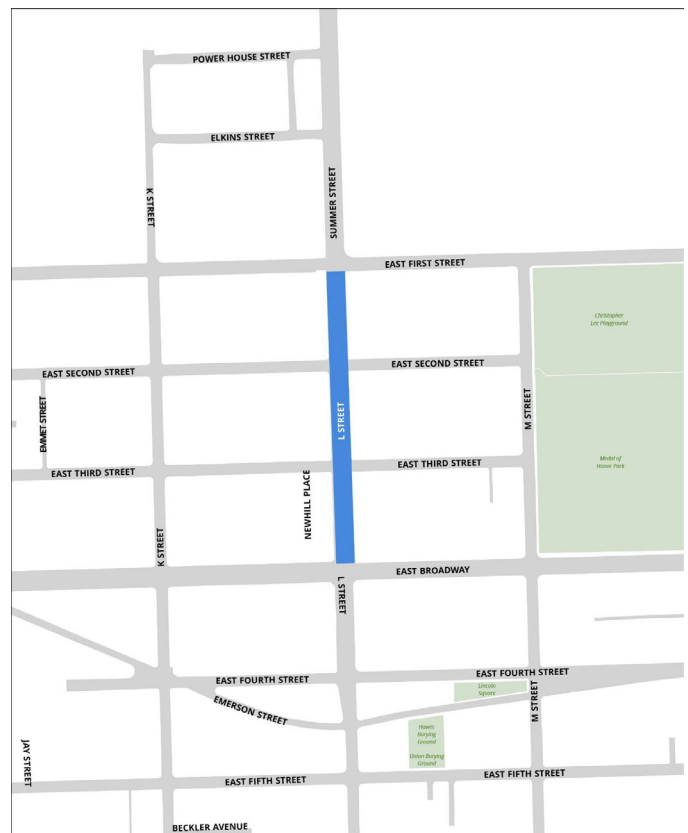 POWER HOUSE STREET
ELKINS STREET
K STREET
SUMMER STREET
EAST FIRST STREET
Christopher
Lee Playground
EAST SECOND STREET
EAST SECOND STREET
EMMET STREET
L STREET
M STREET
Medal of
Honor Park
EAST THIRD STREET
EAST THIRD STREET
NEWHILL PLACE
K STREET
EAST BROADWAY
L STREET
EAST FOURTH STREET
EAST FOURTH STREET
Lincoln
Square
EMERSON STREET
M STREET
Hawes
Burying
Ground
Union Burying
Ground
JAY STREET
EAST FIFTH STREET
EAST FIFTH STREET
BECKLER AVENUE